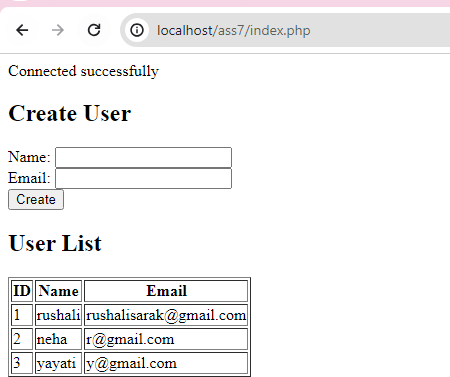 localhost/ass7/index.php
Connected successfully
Create User
Name:
Email:
Create
User List
ID Name Email
1 rushali rushalisarak@gmail.com
2 neha r@gmail.com
3 yayati y@gmail.com